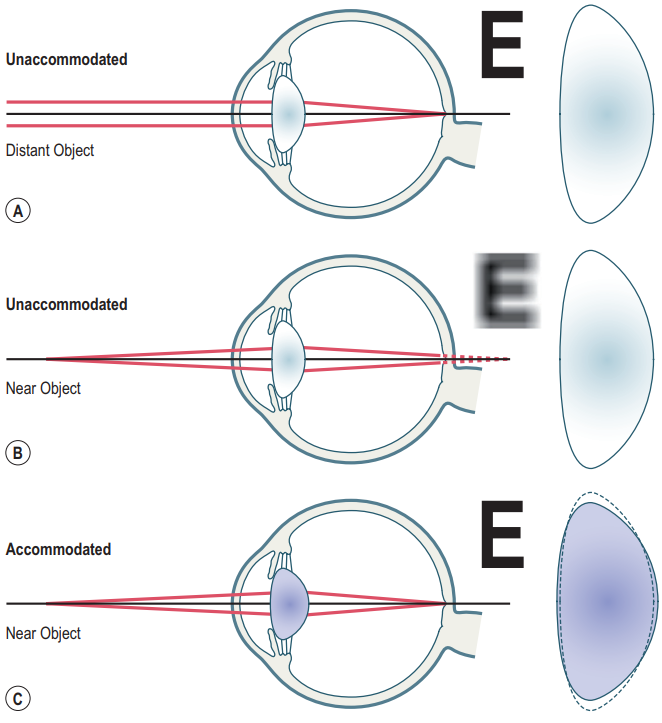 Unaccommodated
E
Distant Object
A
Unaccommodated
E
Near Object
B
Accommodated
E
Near Object
C